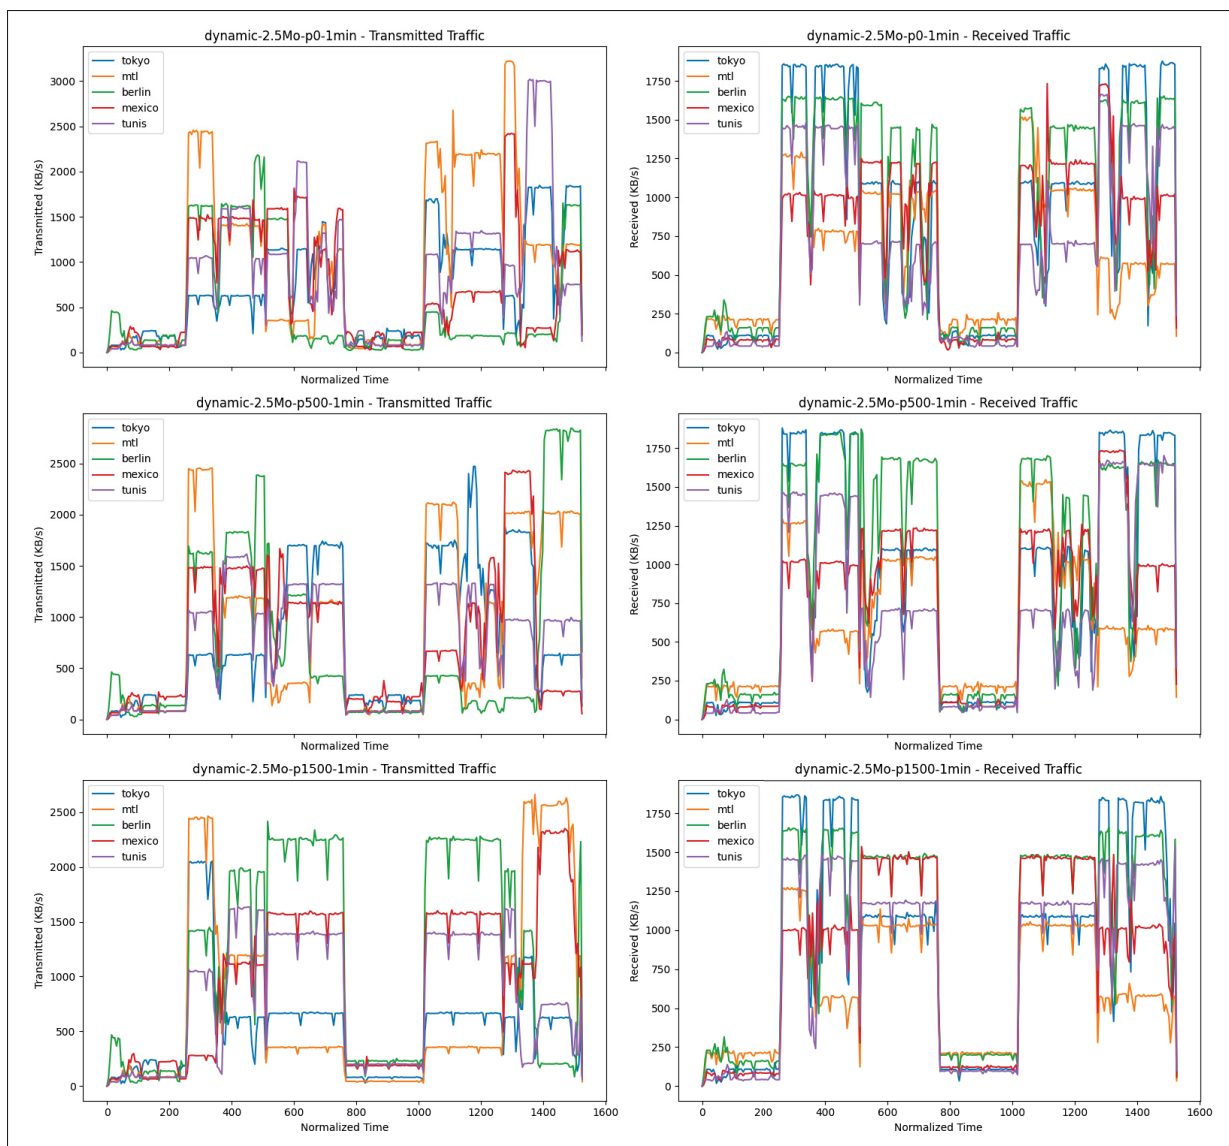 dynamic-2.5Mo-p0-1min - Transmitted Traffic
tokyo
mtl
berlin
mexico
tunis
3000
2500
2000
1500
1000
500
0
Transmitted (KB/s)
Normalized Time
dynamic-2.5Mo-p0-1min - Received Traffic
tokyo
mtl
berlin
mexico
tunis
1750
1500
1250
1000
750
500
250
0
Received (KB/s)
Normalized Time
dynamic-2.5Mo-p500-1min - Transmitted Traffic
tokyo
mtl
berlin
mexico
tunis
2500
2000
1500
1000
500
0
Transmitted (KB/s)
Normalized Time
dynamic-2.5Mo-p500-1min - Received Traffic
tokyo
mtl
berlin
mexico
tunis
1750
1500
1250
1000
750
500
250
0
Received (KB/s)
Normalized Time
dynamic-2.5Mo-p1500-1min - Transmitted Traffic
tokyo
mtl
berlin
mexico
tunis
2500
2000
1500
1000
500
0
Transmitted (KB/s)
0 200 400 600 800 1000 1200 1400 1600
Normalized Time
dynamic-2.5Mo-p1500-1min - Received Traffic
tokyo
mtl
berlin
mexico
tunis
1750
1500
1250
1000
750
500
250
0
Received (KB/s)
0 200 400 600 800 1000 1200 1400 1600
Normalized Time